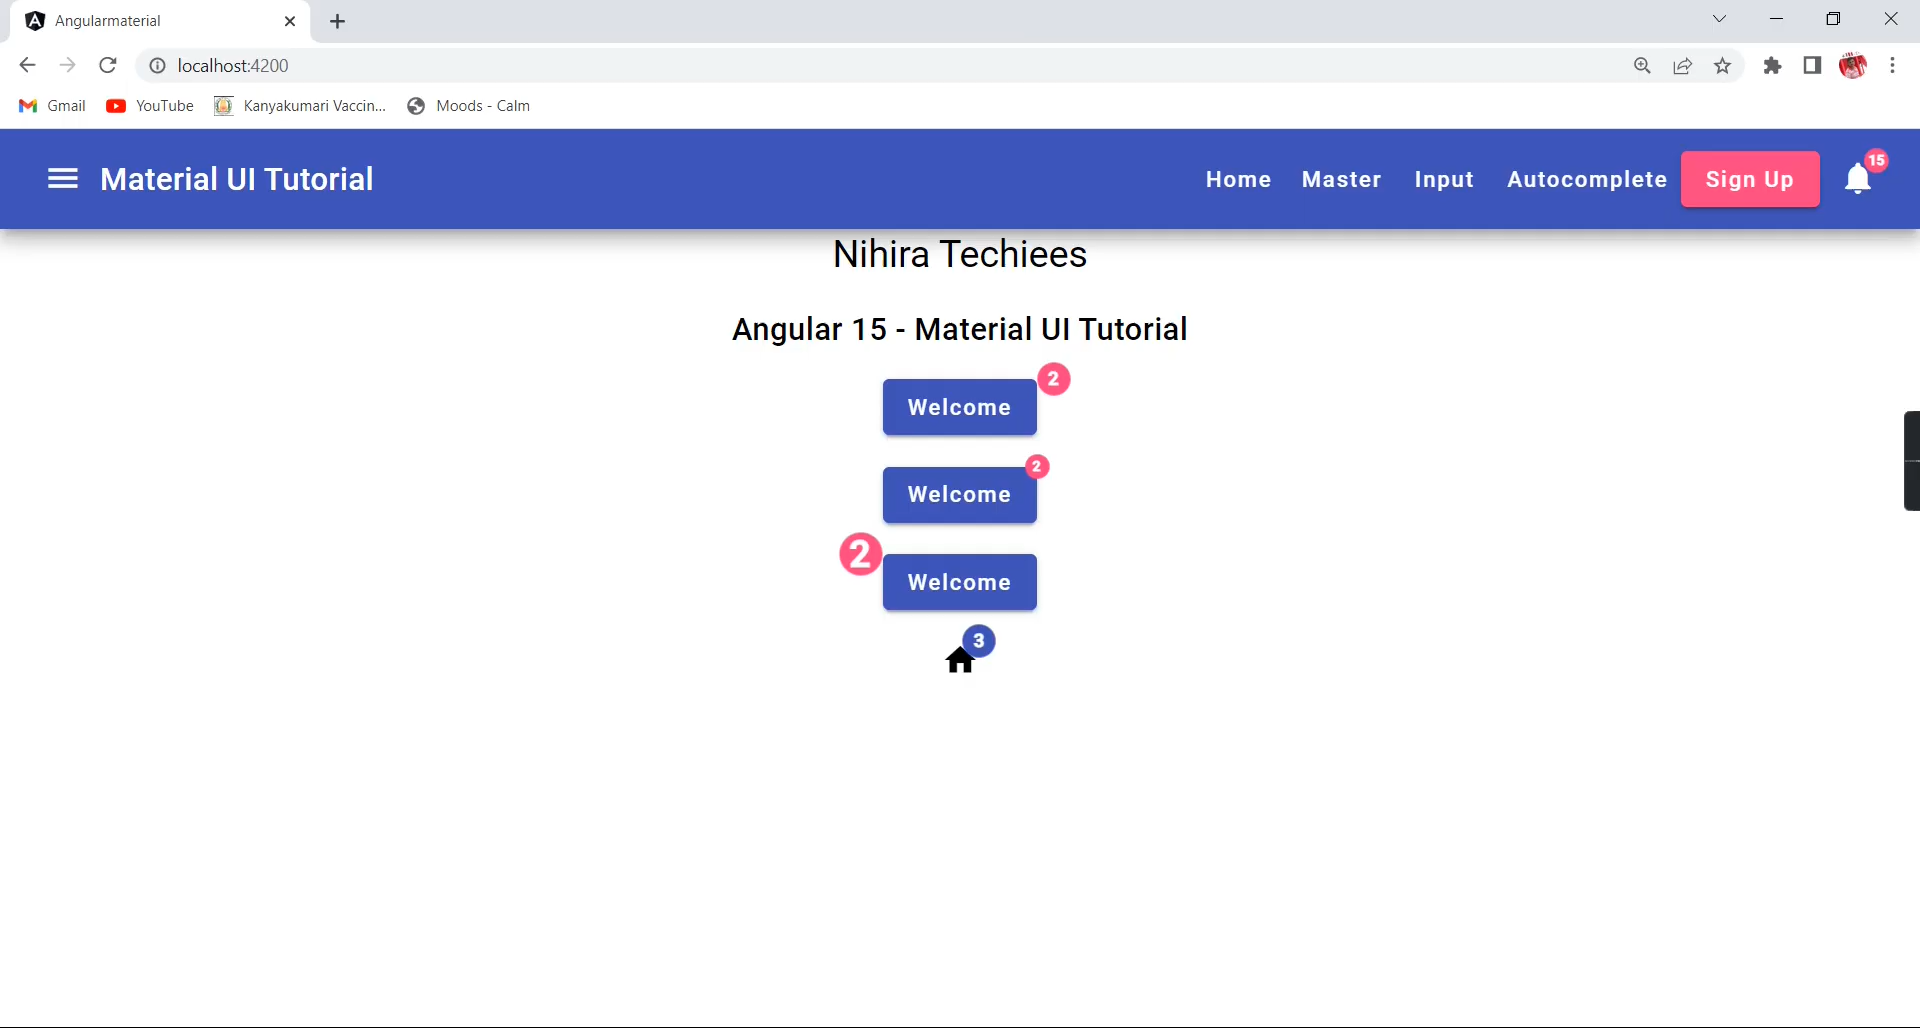 Angularmaterial
localhost:4200
Gmail YouTube Kanyakumari Vaccin... Moods - Calm
Material UI Tutorial Home Master Input Autocomplete Sign Up 15
Nihira Techiees
Angular 15 - Material UI Tutorial
Welcome 2
Welcome 2
2 Welcome
3